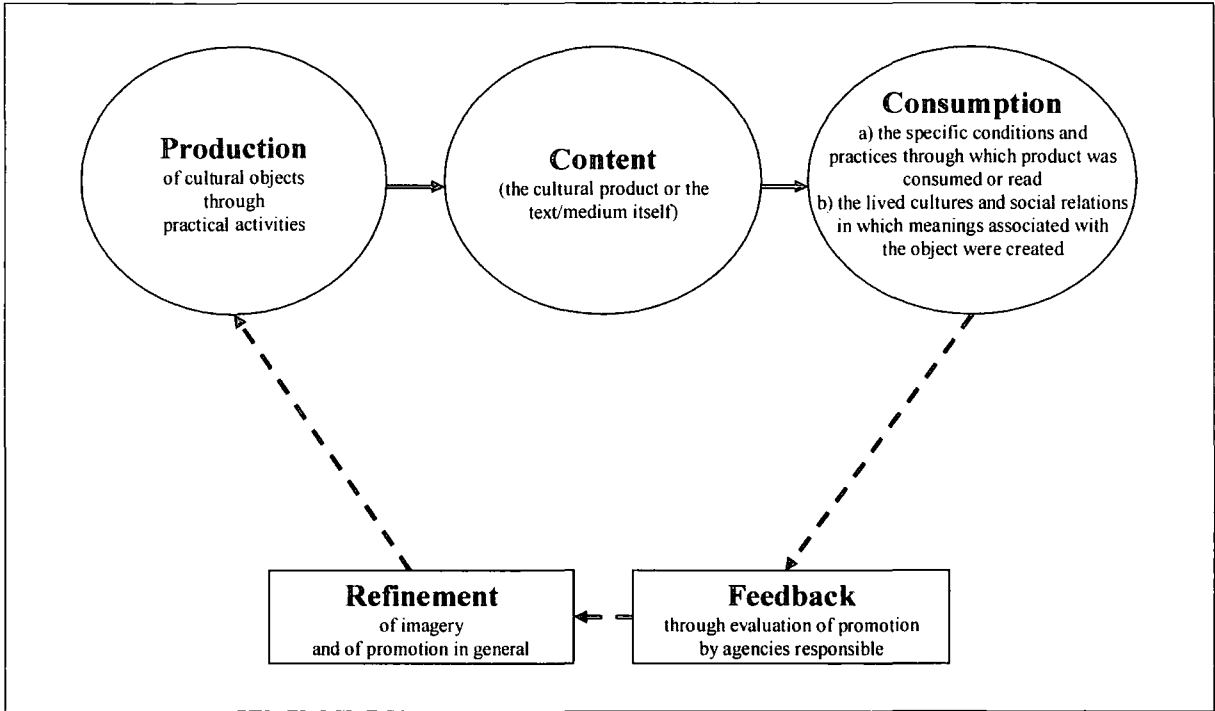 Production
of cultural objects
through
practical activities
Content
(the cultural product or the
text/medium itself)
Consumption
a) the specific conditions and
practices through which product was
consumed or read
b) the lived cultures and social relations
in which meanings associated with
the object were created
Refinement
of imagery
and of promotion in general
Feedback
through evaluation of promotion
by agencies responsible